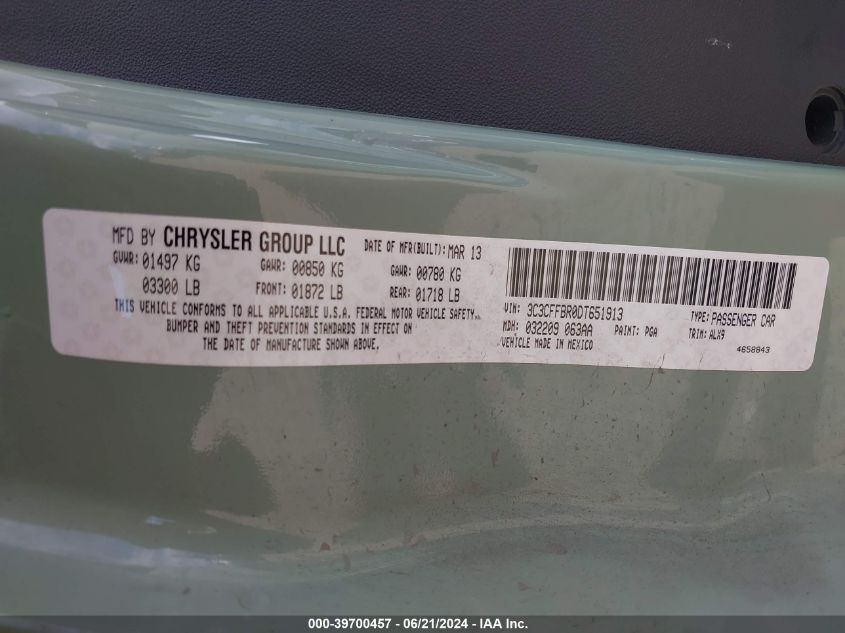 MFD BY CHRYSLER GROUP LLC DATE OF MFR(BUILT): MAR 13
GVWR: 01497 KG GAWR: 00850 KG GAWR: 00780 KG
03300 LB FRONT: 01872 LB REAR: 01718 LB
THIS VEHICLE CONFORMS TO ALL APPLICABLE U.S.A. FEDERAL MOTOR VEHICLE SAFETY,
BUMPER AND THEFT PREVENTION STANDARDS IN EFFECT ON
THE DATE OF MANUFACTURE SHOWN ABOVE.
VIN: 3C3CFFBR0DT651913 TYPE: PASSENGER CAR
MDH: 032209 063AA PAINT: PGA TRIM: ALX9
VEHICLE MADE IN MEXICO 4658843
000-39700457 - 06/21/2024 - IAA Inc.